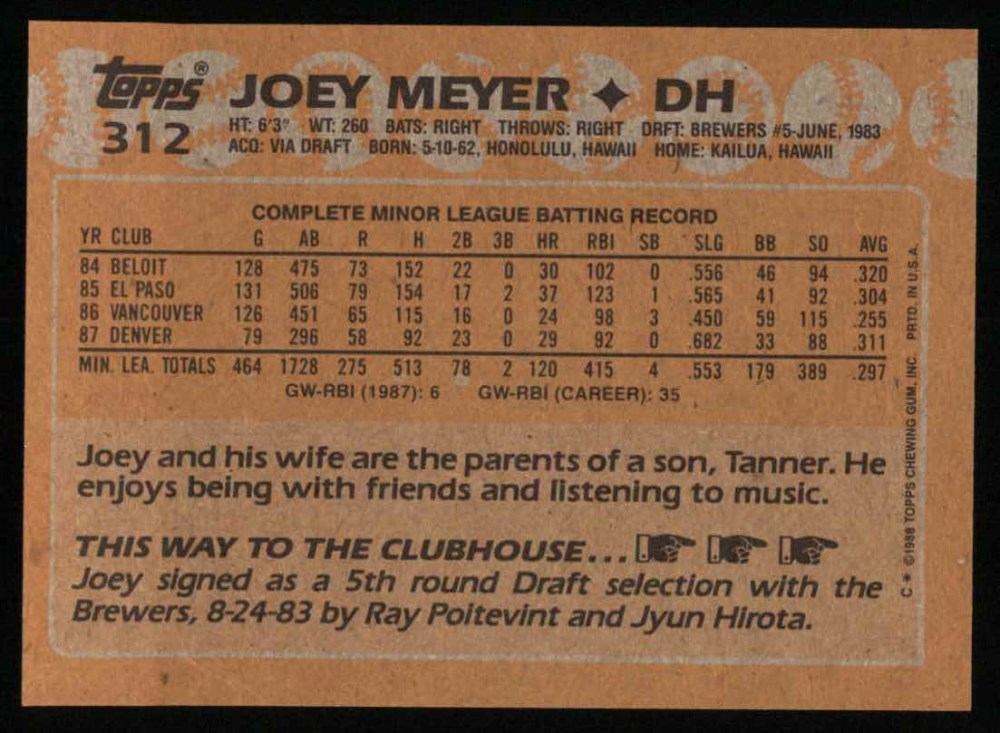 topps® JOEY MEYER ✦ DH
312 HT: 6'3" WT: 260 BATS: RIGHT THROWS: RIGHT DRFT: BREWERS #5-JUNE, 1983
ACQ: VIA DRAFT BORN: 5-10-62, HONOLULU, HAWAII HOME: KAILUA, HAWAII
COMPLETE MINOR LEAGUE BATTING RECORD
YR CLUB G AB R H 2B 3B HR RBI SB SLG BB SO AVG
84 BELOIT 128 475 73 152 22 0 30 102 0 .556 46 94 .320
85 EL PASO 131 506 79 154 17 2 37 123 1 .565 41 92 .304
86 VANCOUVER 126 451 65 115 16 0 24 98 3 .450 59 115 .255
87 DENVER 79 296 58 92 23 0 29 92 0 .682 33 88 .311
MIN. LEA. TOTALS 464 1728 275 513 78 2 120 415 4 .553 179 389 .297
GW-RBI (1987): 6 GW-RBI (CAREER): 35
Joey and his wife are the parents of a son, Tanner. He
enjoys being with friends and listening to music.
THIS WAY TO THE CLUBHOUSE...
Joey signed as a 5th round Draft selection with the
Brewers, 8-24-83 by Ray Poitevint and Jyun Hirota.
C* ©1988 TOPPS CHEWING GUM, INC. PRTD. IN U.S.A.